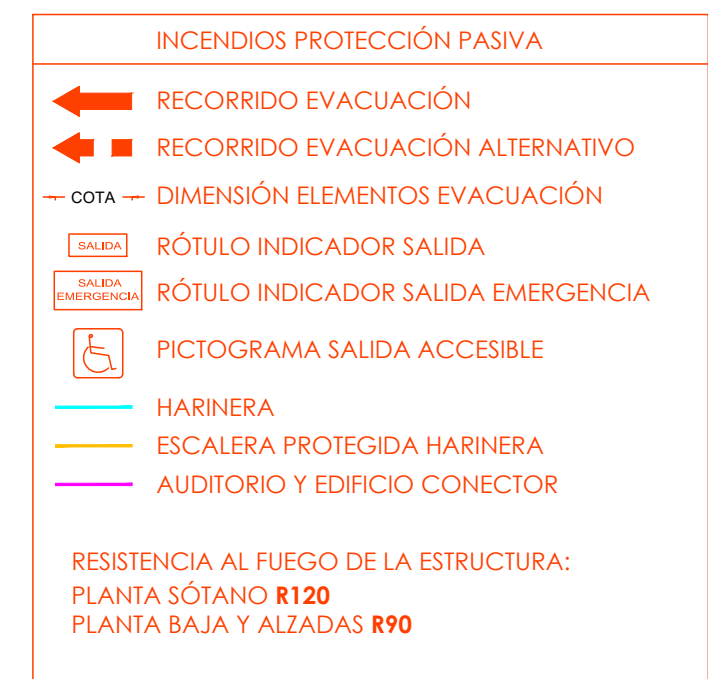 INCENDIOS PROTECCIÓN PASIVA
RECORRIDO EVACUACIÓN
RECORRIDO EVACUACIÓN ALTERNATIVO
COTA DIMENSIÓN ELEMENTOS EVACUACIÓN
SALIDA RÓTULO INDICADOR SALIDA
SALIDA
EMERGENCIA RÓTULO INDICADOR SALIDA EMERGENCIA
PICTOGRAMA SALIDA ACCESIBLE
HARINERA
ESCALERA PROTEGIDA HARINERA
AUDITORIO Y EDIFICIO CONECTOR
RESISTENCIA AL FUEGO DE LA ESTRUCTURA:
PLANTA SÓTANO R120
PLANTA BAJA Y ALZADAS R90